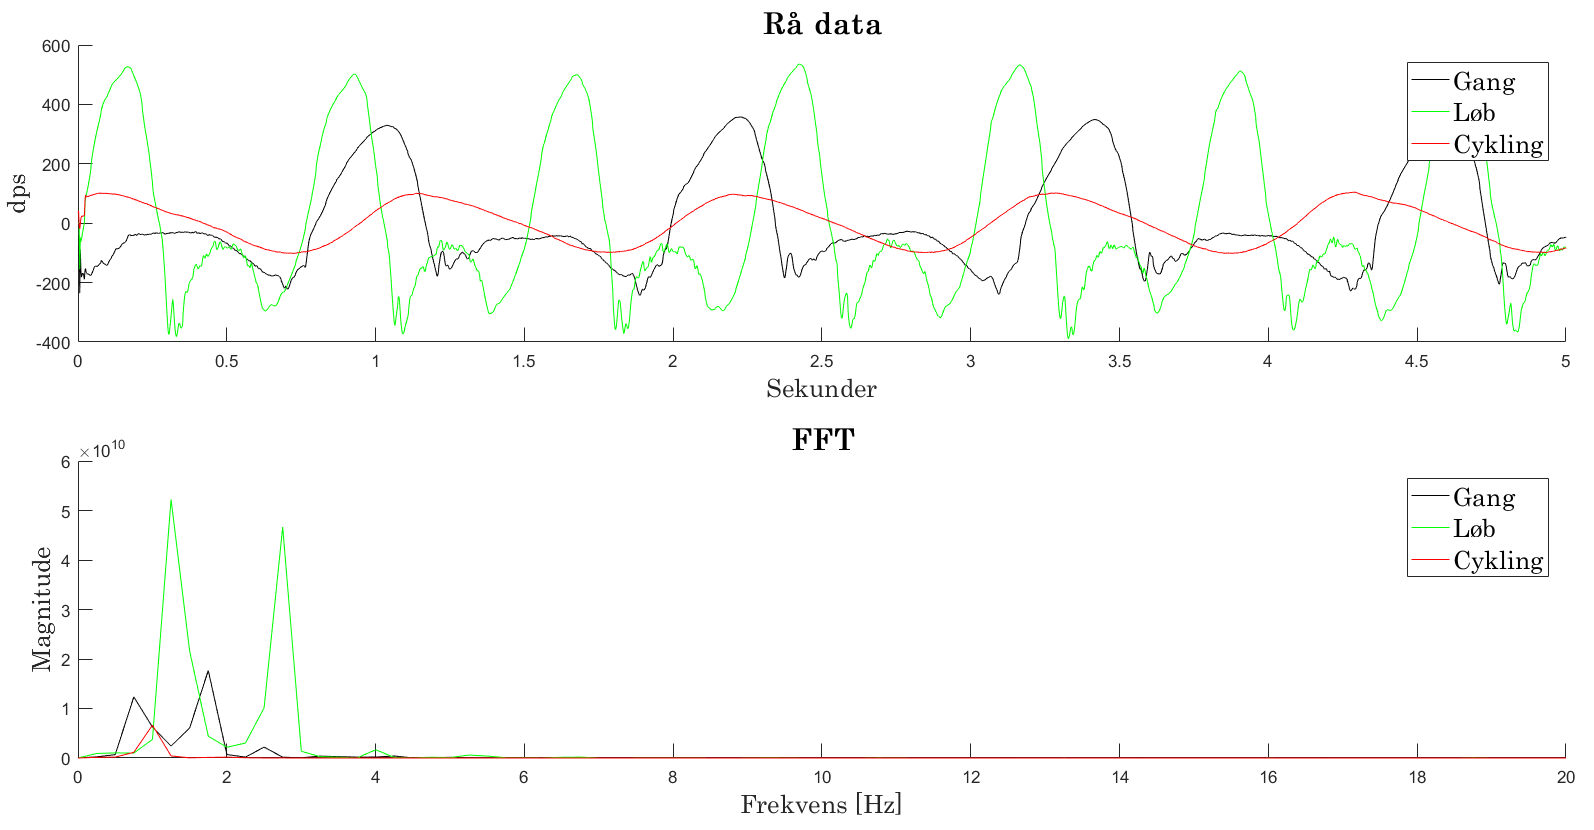 Rå data
600
400
200
0
-200
-400
dps
0 0.5 1 1.5 2 2.5 3 3.5 4 4.5 5
Sekunder
Gang
Løb
Cykling
FFT
×10^10
6
5
4
3
2
1
0
Magnitude
0 2 4 6 8 10 12 14 16 18 20
Frekvens [Hz]
Gang
Løb
Cykling